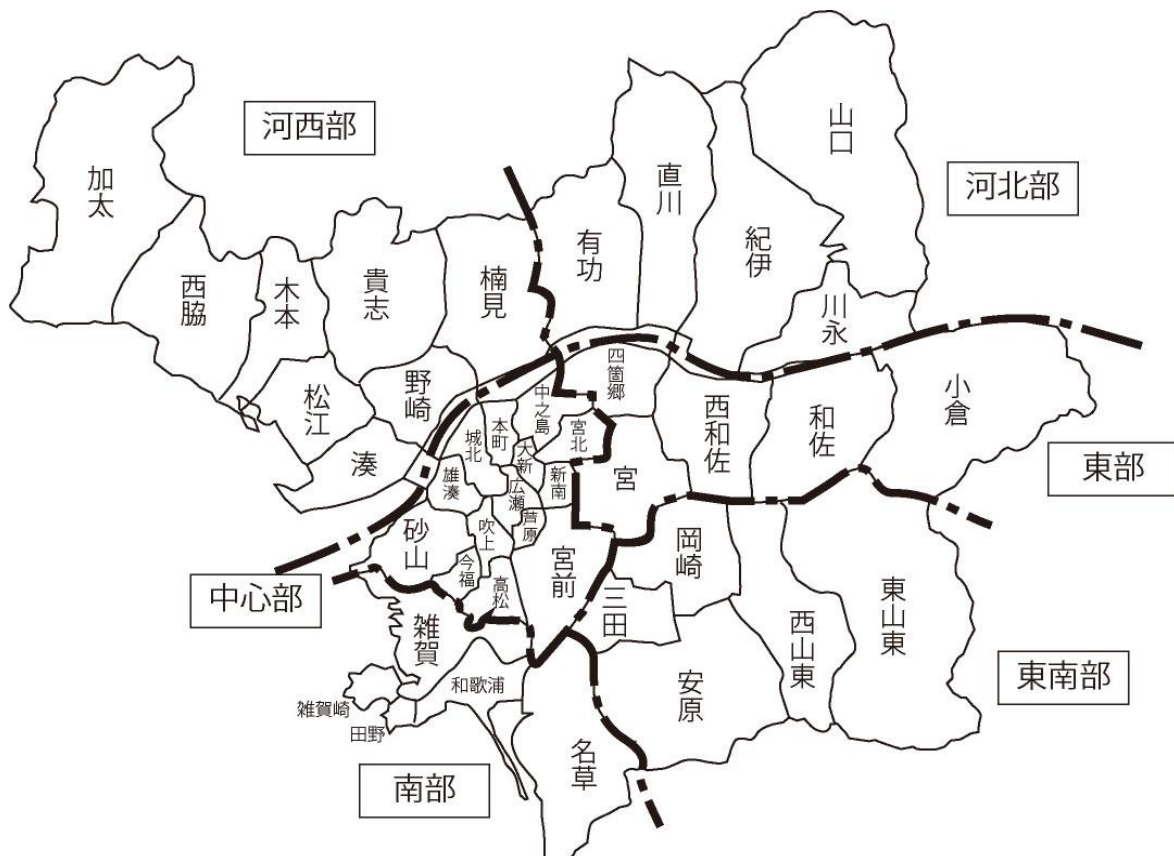 河西部
河北部
東部
中心部
東南部
南部
加太
西脇
木本
貴志
楠見
有功
直川
紀伊
山口
川永
松江
野崎
湊
四箇郷
中之島
宮北
本町
城北
大新
広瀬
新南
雄湊
芦原
宮
西和佐
和佐
小倉
砂山
吹上
今福
高松
宮前
岡崎
三田
西山東
東山東
安原
雑賀
和歌浦
雑賀崎
田野
名草